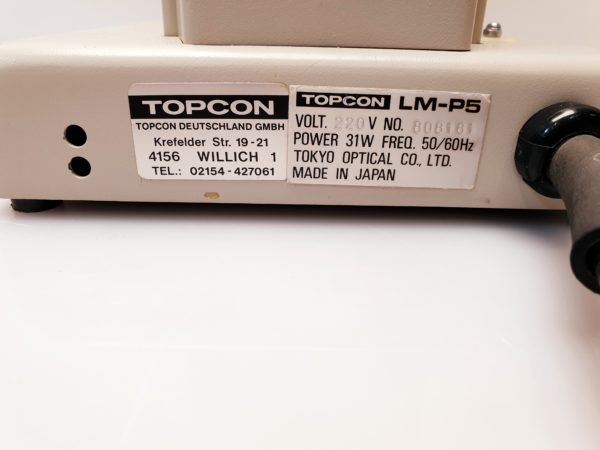 TOPCON
TOPCON DEUTSCHLAND GMBH
Krefelder Str. 19-21
4156 WILLICH 1
TEL.: 02154-427061
TOPCON LM-P5
VOLT. 220 V NO. 808181
POWER 31W FREQ. 50/60Hz
TOKYO OPTICAL CO., LTD.
MADE IN JAPAN